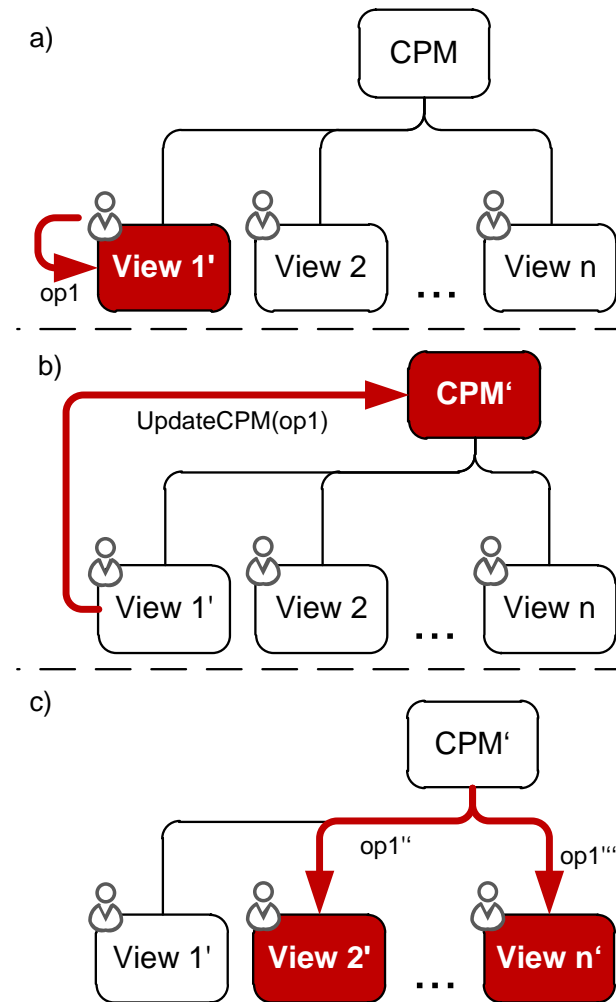 a)
CPM
View 1'
View 2
...
View n
op1
b)
CPM‘
UpdateCPM(op1)
View 1'
View 2
...
View n
c)
CPM‘
op1'‘
op1'‘‘
View 1'
View 2'
...
View n‘